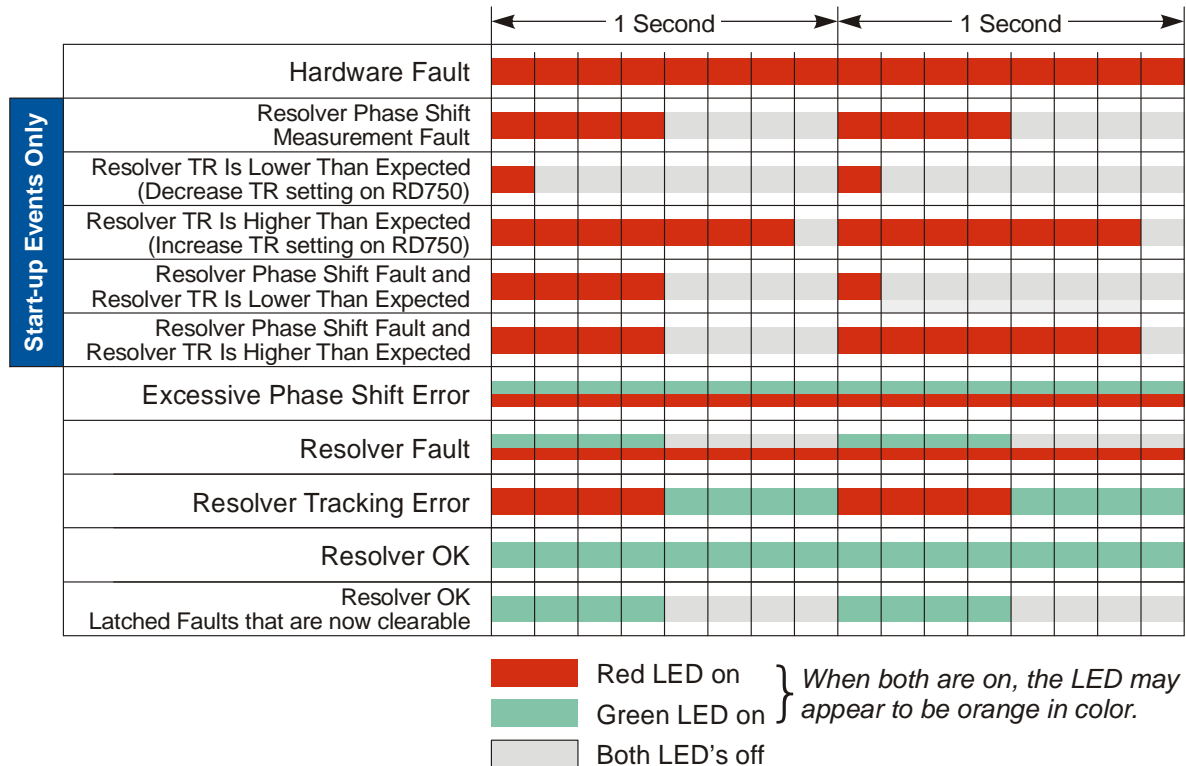 1 Second
1 Second
Hardware Fault
Start-up Events Only
Resolver Phase Shift
Measurement Fault
Resolver TR Is Lower Than Expected
(Decrease TR setting on RD750)
Resolver TR Is Higher Than Expected
(Increase TR setting on RD750)
Resolver Phase Shift Fault and
Resolver TR Is Lower Than Expected
Resolver Phase Shift Fault and
Resolver TR Is Higher Than Expected
Excessive Phase Shift Error
Resolver Fault
Resolver Tracking Error
Resolver OK
Resolver OK
Latched Faults that are now clearable
Red LED on
Green LED on
Both LED's off
When both are on, the LED may
appear to be orange in color.